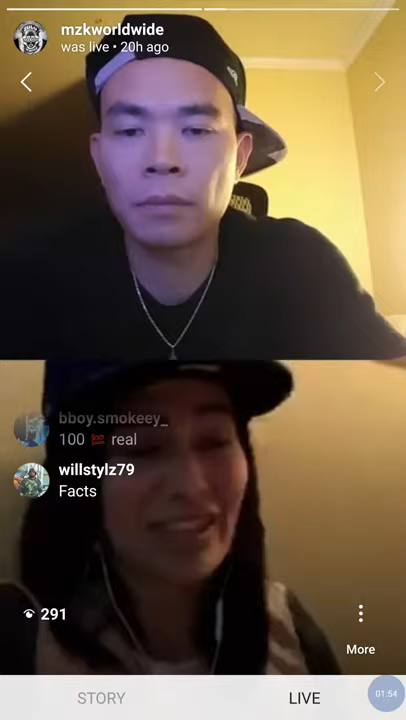 mzkworldwide
was live • 20h ago
bboy.smokeey_
100 💯 real
willstylz79
Facts
291
More
STORY
LIVE
01:54